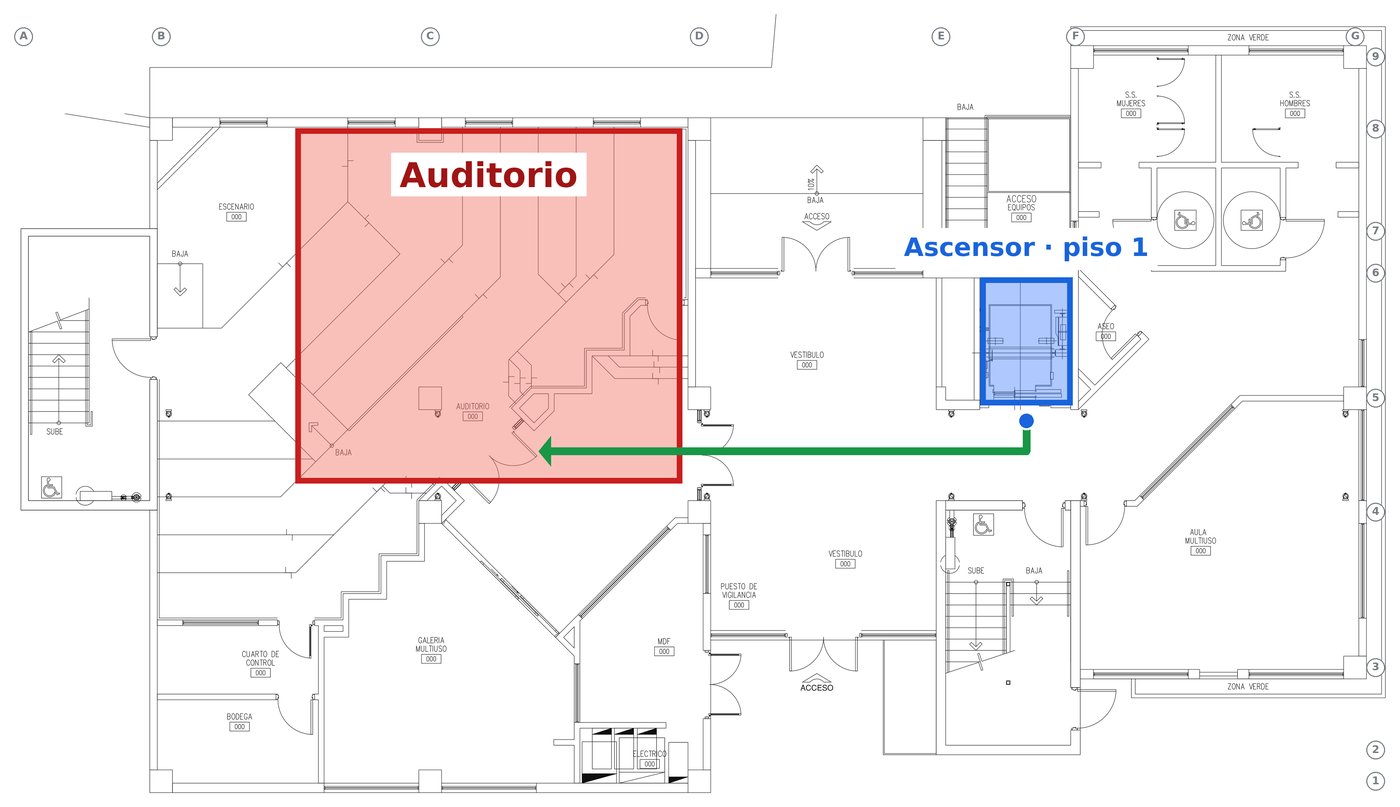 A
B
C
D
E
F
G
ZONA VERDE
9
S.S.
MUJERES
000
S.S.
HOMBRES
000
BAJA
8
Auditorio
ESCENARIO
000
10%
BAJA
ACCESO
ACCESO
EQUIPOS
000
7
BAJA
Ascensor · piso 1
6
ASEO
000
VESTIBULO
000
5
AUDITORIO
000
SUBE
BAJA
4
AULA
MULTIUSO
000
VESTIBULO
000
SUBE
BAJA
PUESTO DE
VIGILANCIA
000
GALERIA
MULTIUSO
000
MDF
000
CUARTO DE
CONTROL
000
3
ACCESO
ZONA VERDE
BODEGA
000
ELECTRICO
000
2
1